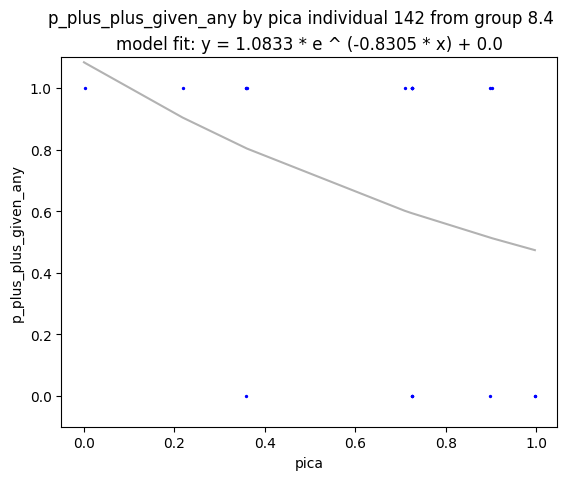 p_plus_plus_given_any by pica individual 142 from group 8.4
model fit: y = 1.0833 * e ^ (-0.8305 * x) + 0.0
1.0
0.8
0.6
0.4
0.2
0.0
p_plus_plus_given_any
0.0 0.2 0.4 0.6 0.8 1.0
pica